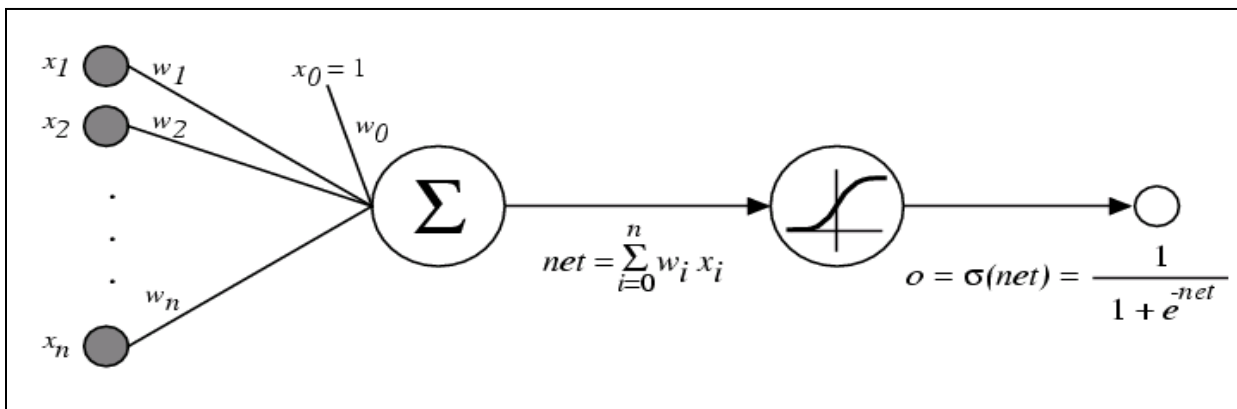 x1 w1
x0 = 1
x2 w2
w0
Σ
.
.
.
wn
xn
net = Σ_{i=0}^{n} wi xi
o = σ(net) = 1 / (1 + e^{-net})